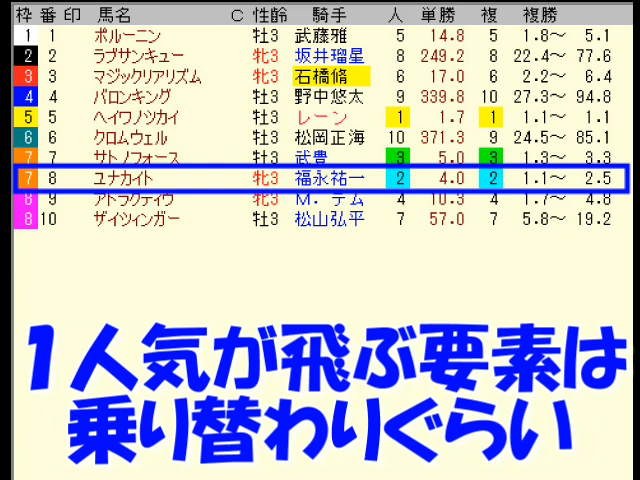 枠 番 印 馬名 C 性齢 騎手 人 単勝 複 複勝
1 1 ポルーニン 牡3 武藤雅 5 14.8 5 1.8～ 5.1
2 2 ラブサンキュー 牝3 坂井瑠星 8 249.2 8 22.4～ 77.6
3 3 マジックリアリズム 牝3 石橋脩 6 17.0 6 2.2～ 6.4
4 4 バロンキング 牡3 野中悠太 9 339.8 10 27.3～ 94.8
5 5 ヘイワノツカイ 牡3 レーン 1 1.7 1 1.1～ 1.1
6 6 クロムウェル 牡3 松岡正海 10 371.3 9 24.5～ 85.1
7 7 サトノフォース 牡3 武豊 3 5.0 3 1.3～ 3.3
7 8 ユナカイト 牝3 福永祐一 2 4.0 2 1.1～ 2.5
8 9 アトラクティヴ 牝3 M．デム 4 10.3 4 1.7～ 4.8
8 10 ザイツィンガー 牡3 松山弘平 7 57.0 7 5.8～ 19.2
1人気が飛ぶ要素は
乗り替わりぐらい